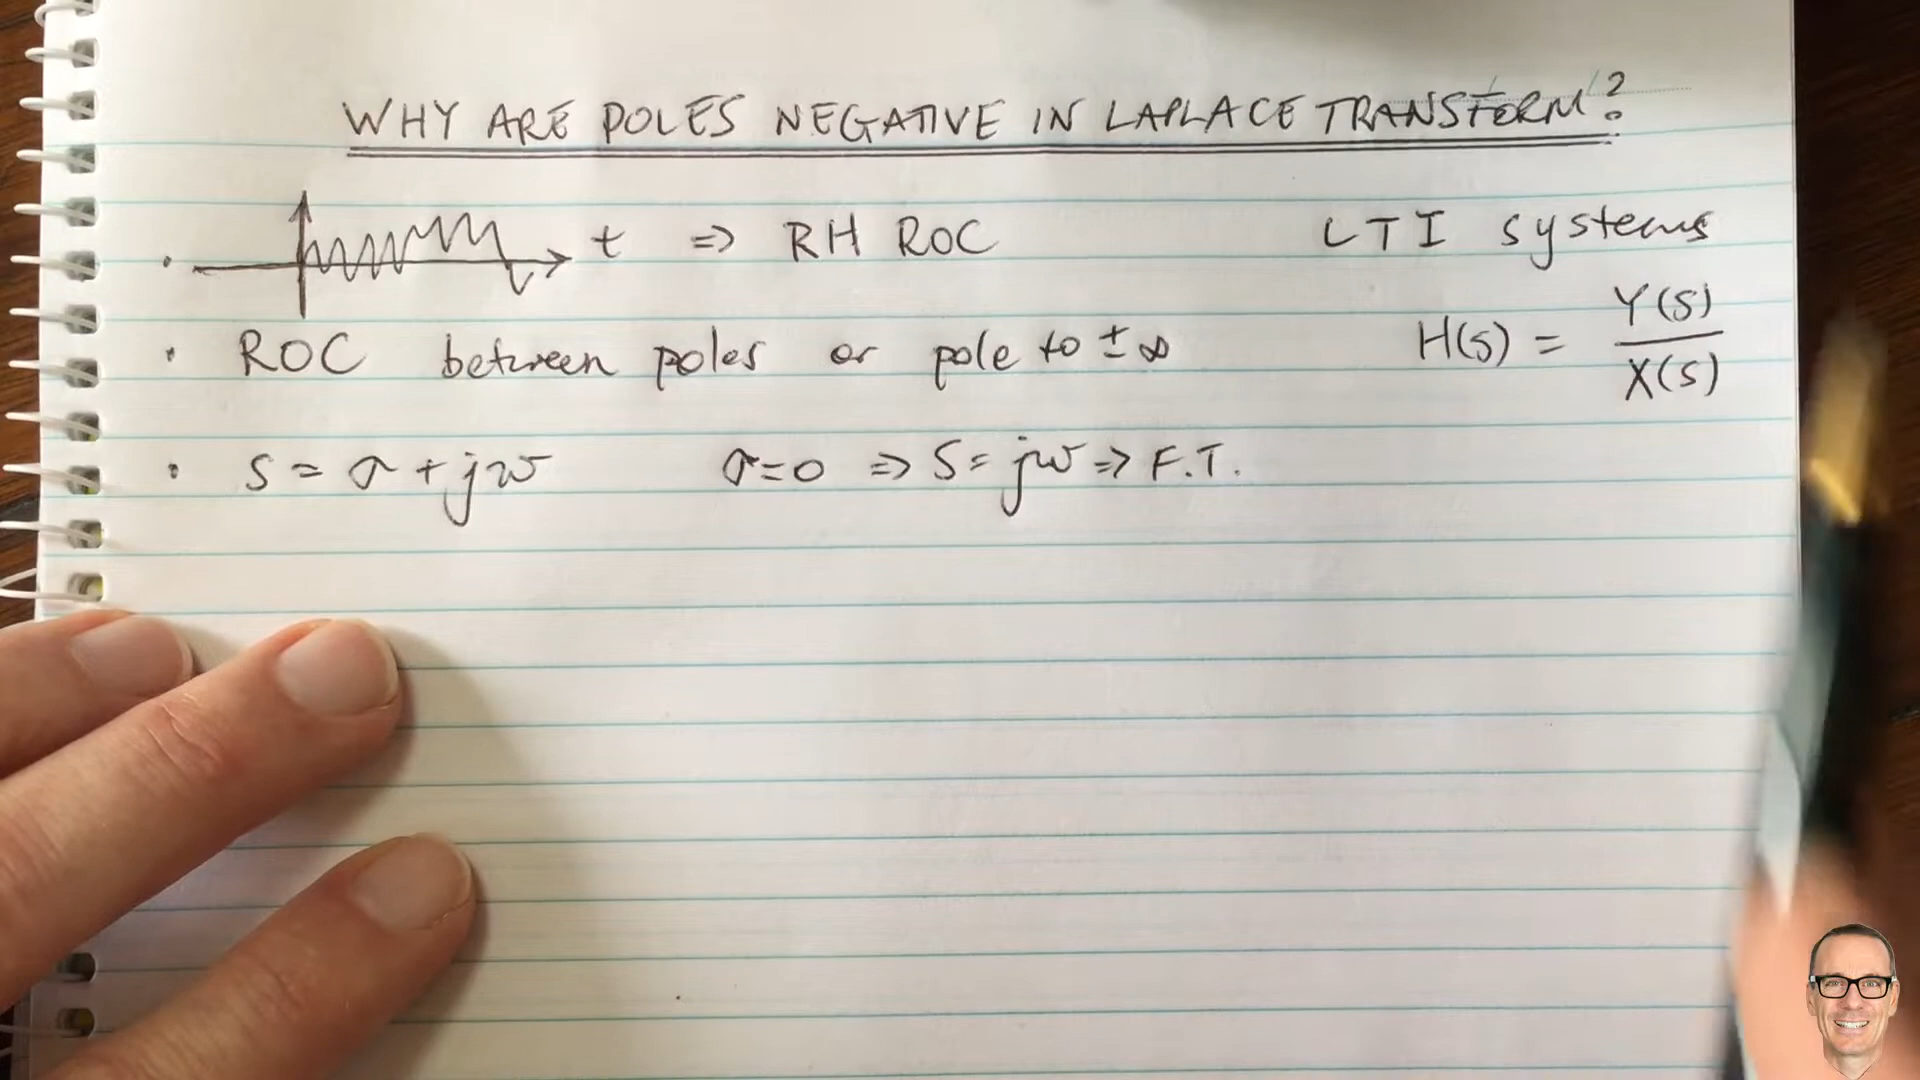 WHY ARE POLES NEGATIVE IN LAPLACE TRANSFORM?
t => RH ROC
LTI systems
H(s) = Y(s) / X(s)
• ROC between poles or pole to ± ∞
• s = σ + jω σ=0 => s = jω => F.T.